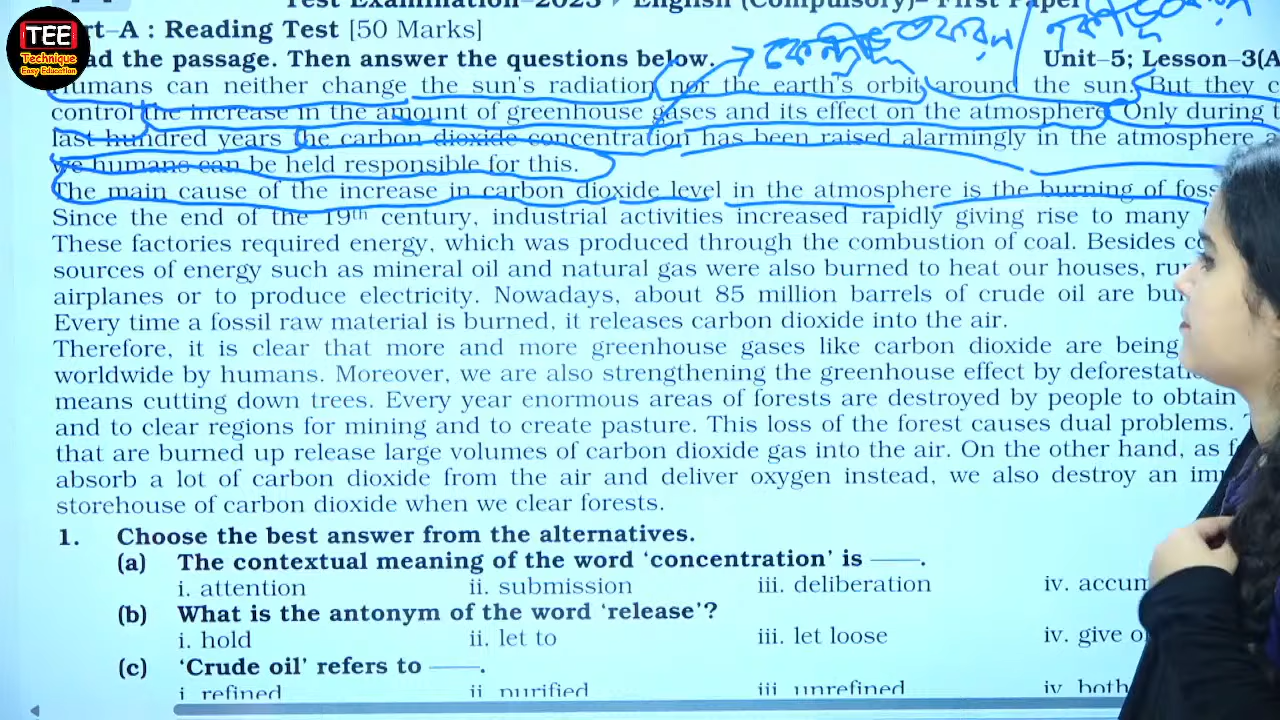 Test Examination–2023 English (Compulsory)– First Paper
TEE
Technique
Easy Education
rt–A : Reading Test [50 Marks]
ad the passage. Then answer the questions below. Unit–5; Lesson–3(A
Humans can neither change the sun's radiation nor the earth's orbit around the sun. But they c
control the increase in the amount of greenhouse gases and its effect on the atmosphere. Only during
last hundred years the carbon dioxide concentration has been raised alarmingly in the atmosphere a
we humans can be held responsible for this.
The main cause of the increase in carbon dioxide level in the atmosphere is the burning of foss
Since the end of the 19th century, industrial activities increased rapidly giving rise to many
These factories required energy, which was produced through the combustion of coal. Besides co
sources of energy such as mineral oil and natural gas were also burned to heat our houses, ru
airplanes or to produce electricity. Nowadays, about 85 million barrels of crude oil are bu
Every time a fossil raw material is burned, it releases carbon dioxide into the air.
Therefore, it is clear that more and more greenhouse gases like carbon dioxide are being
worldwide by humans. Moreover, we are also strengthening the greenhouse effect by deforestat
means cutting down trees. Every year enormous areas of forests are destroyed by people to obtain
and to clear regions for mining and to create pasture. This loss of the forest causes dual problems.
that are burned up release large volumes of carbon dioxide gas into the air. On the other hand, as f
absorb a lot of carbon dioxide from the air and deliver oxygen instead, we also destroy an im
storehouse of carbon dioxide when we clear forests.
1. Choose the best answer from the alternatives.
(a) The contextual meaning of the word ‘concentration’ is ——.
i. attention ii. submission iii. deliberation iv. accum
(b) What is the antonym of the word ‘release’?
i. hold ii. let to iii. let loose iv. give o
(c) ‘Crude oil’ refers to ——.
i. refined ii. purified iii. unrefined iv. both